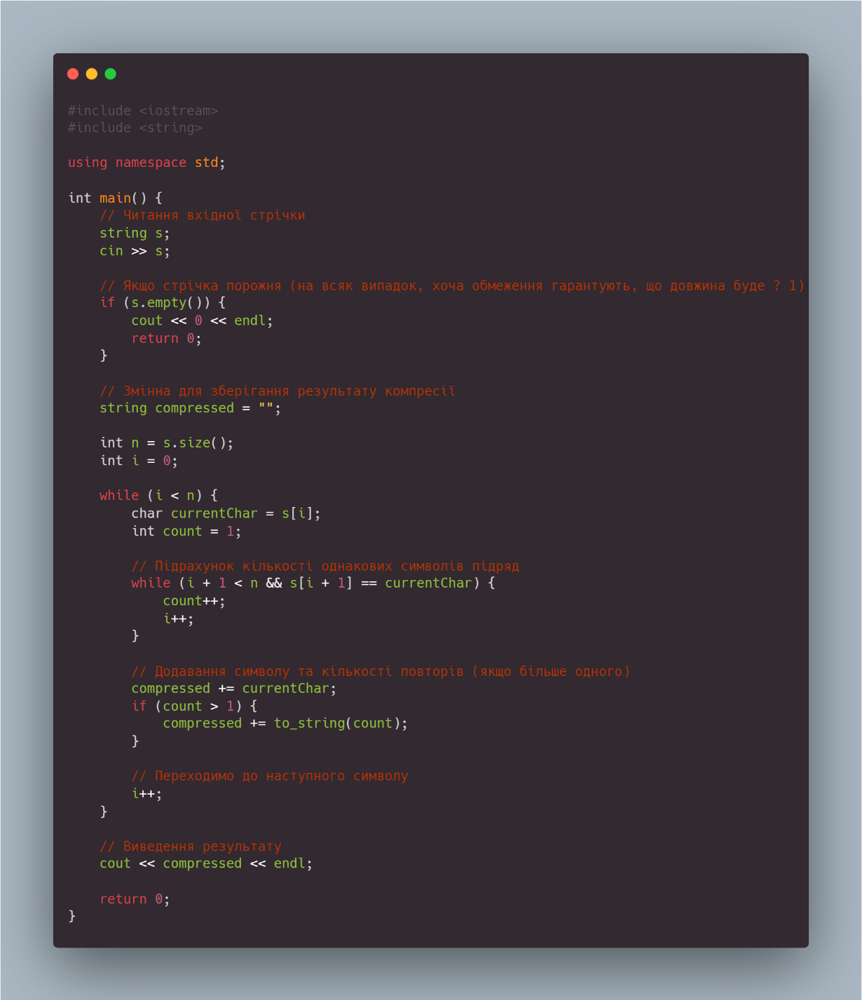 #include <iostream>
#include <string>
using namespace std;
int main() {
// Читання вхідної стрічки
string s;
cin >> s;
// Якщо стрічка порожня (на всяк випадок, хоча обмеження гарантують, що довжина буде ? 1)
if (s.empty()) {
cout << 0 << endl;
return 0;
}
// Змінна для зберігання результату компресії
string compressed = "";
int n = s.size();
int i = 0;
while (i < n) {
char currentChar = s[i];
int count = 1;
// Підрахунок кількості однакових символів підряд
while (i + 1 < n && s[i + 1] == currentChar) {
count++;
i++;
}
// Додавання символу та кількості повторів (якщо більше одного)
compressed += currentChar;
if (count > 1) {
compressed += to_string(count);
}
// Переходимо до наступного символу
i++;
}
// Виведення результату
cout << compressed << endl;
return 0;
}